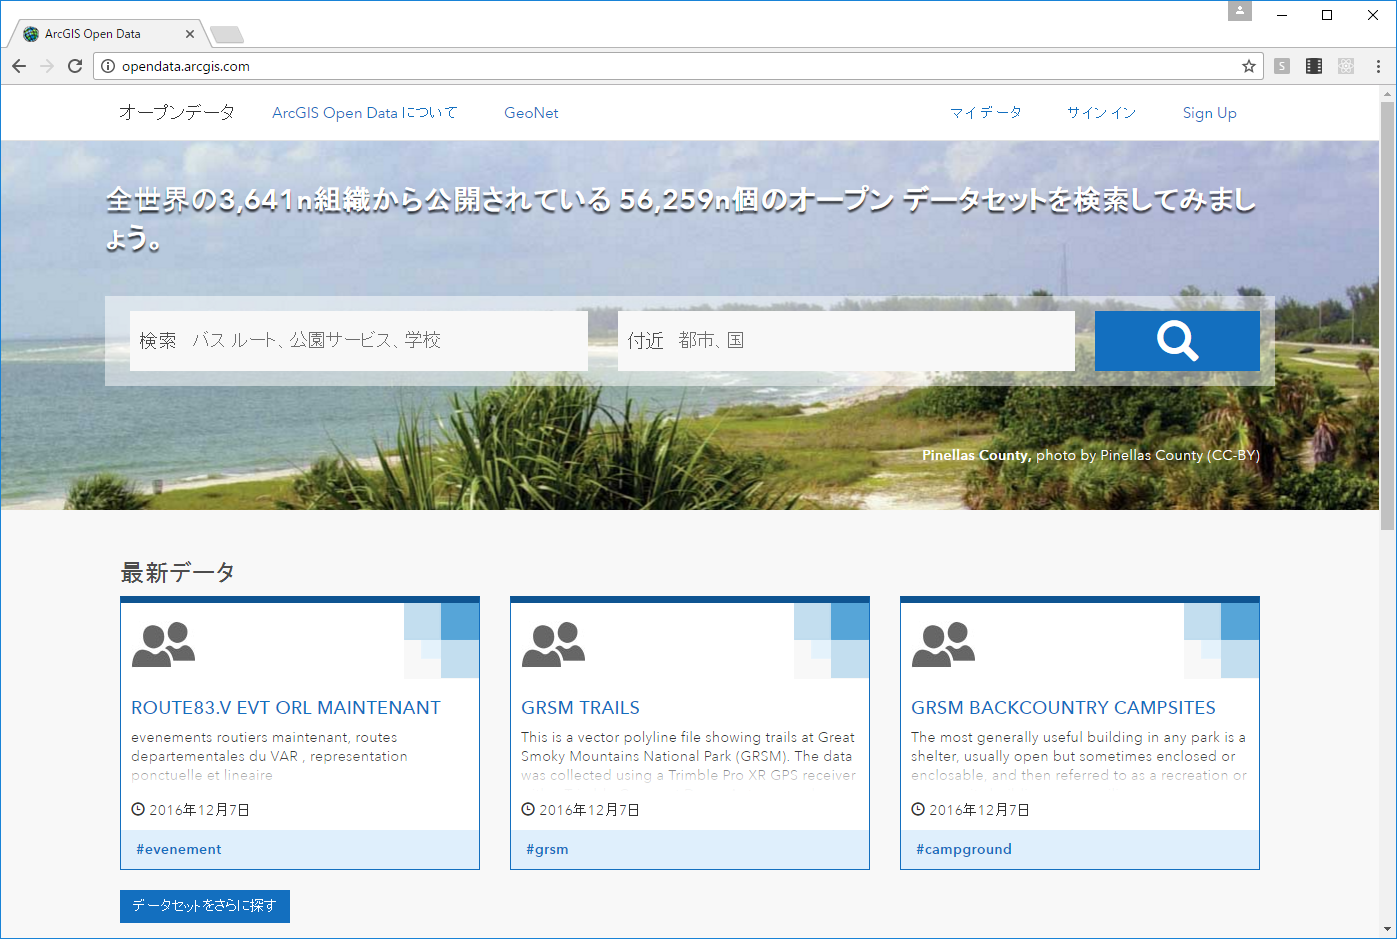 ArcGIS Open Data
opendata.arcgis.com
S
オープンデータ ArcGIS Open Data について GeoNet マイ データ サイン イン Sign Up
全世界の3,641n組織から公開されている 56,259n個のオープン データセットを検索してみまし
ょう。
検索 バス ルート、公園サービス、学校 付近 都市、国
Pinellas County, photo by Pinellas County (CC-BY)
最新データ
ROUTE83.V EVT ORL MAINTENANT
evenements routiers maintenant, routes
departementales du VAR , representation
ponctuelle et lineaire
2016年12月7日
#evenement
GRSM TRAILS
This is a vector polyline file showing trails at Great
Smoky Mountains National Park (GRSM). The data
was collected using a Trimble Pro XR GPS receiver
2016年12月7日
#grsm
GRSM BACKCOUNTRY CAMPSITES
The most generally useful building in any park is a
shelter, usually open but sometimes enclosed or
enclosable, and then referred to as a recreation or
2016年12月7日
#campground
データセットをさらに探す